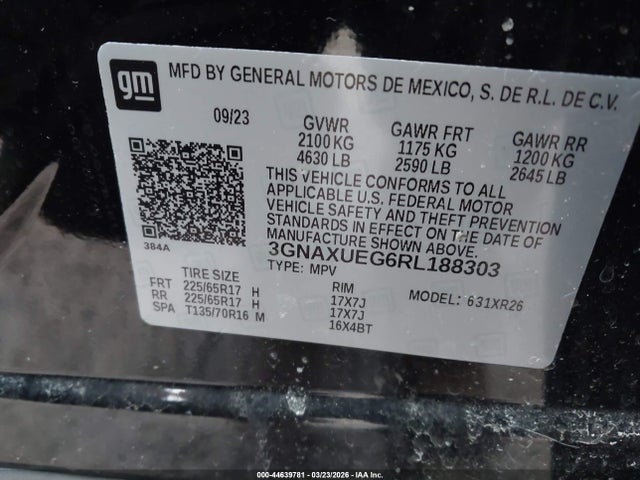 gm
MFD BY GENERAL MOTORS DE MEXICO, S. DE R.L. DE C.V.
09/23 GVWR GAWR FRT GAWR RR
2100 KG 1175 KG 1200 KG
4630 LB 2590 LB 2645 LB
THIS VEHICLE CONFORMS TO ALL
APPLICABLE U.S. FEDERAL MOTOR
VEHICLE SAFETY AND THEFT PREVENTION
STANDARDS IN EFFECT ON THE DATE OF
MANUFACTURE SHOWN ABOVE.
384A
3GNAXUEG6RL188303
TYPE: MPV
MODEL: 631XR26
TIRE SIZE RIM
FRT 225/65R17 H 17X7J
RR 225/65R17 H 17X7J
SPA T135/70R16 M 16X4BT
000-44639781 - 03/23/2026 - IAA Inc.